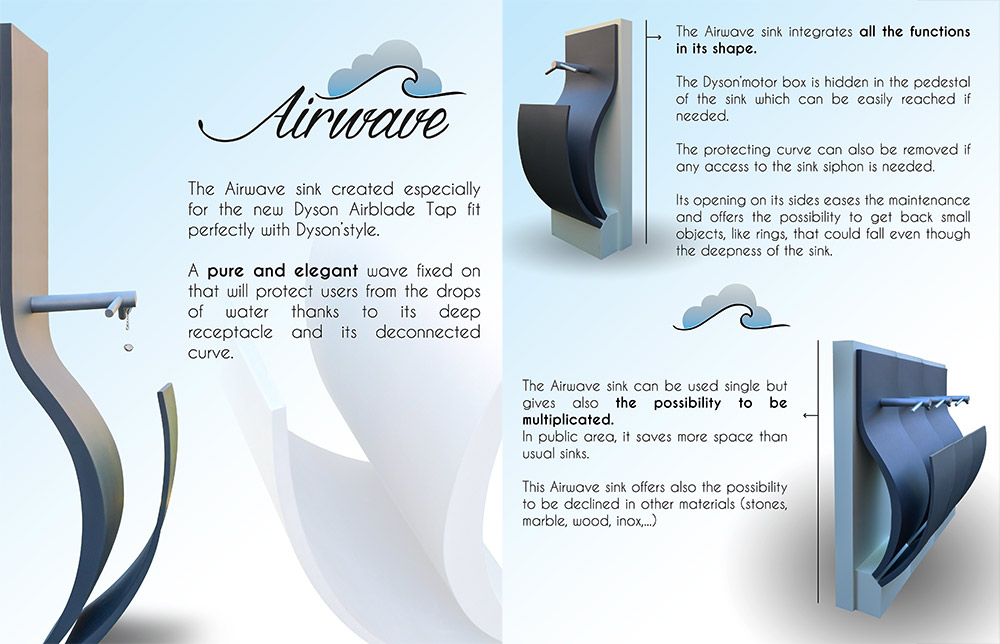 Airwave
The Airwave sink created especially
for the new Dyson Airblade Tap fit
perfectly with Dyson'style.
A pure and elegant wave fixed on
that will protect users from the drops
of water thanks to its deep
receptacle and its deconnected
curve.
The Airwave sink integrates all the functions
in its shape.
The Dyson'motor box is hidden in the pedestal
of the sink which can be easily reached if
needed.
The protecting curve can also be removed if
any access to the sink siphon is needed.
Its opening on its sides eases the maintenance
and offers the possibility to get back small
objects, like rings, that could fall even though
the deepness of the sink.
The Airwave sink can be used single but
gives also the possibility to be
multiplicated.
In public area, it saves more space than
usual sinks.
This Airwave sink offers also the possibility
to be declined in other materials (stones,
marble, wood, inox,...)